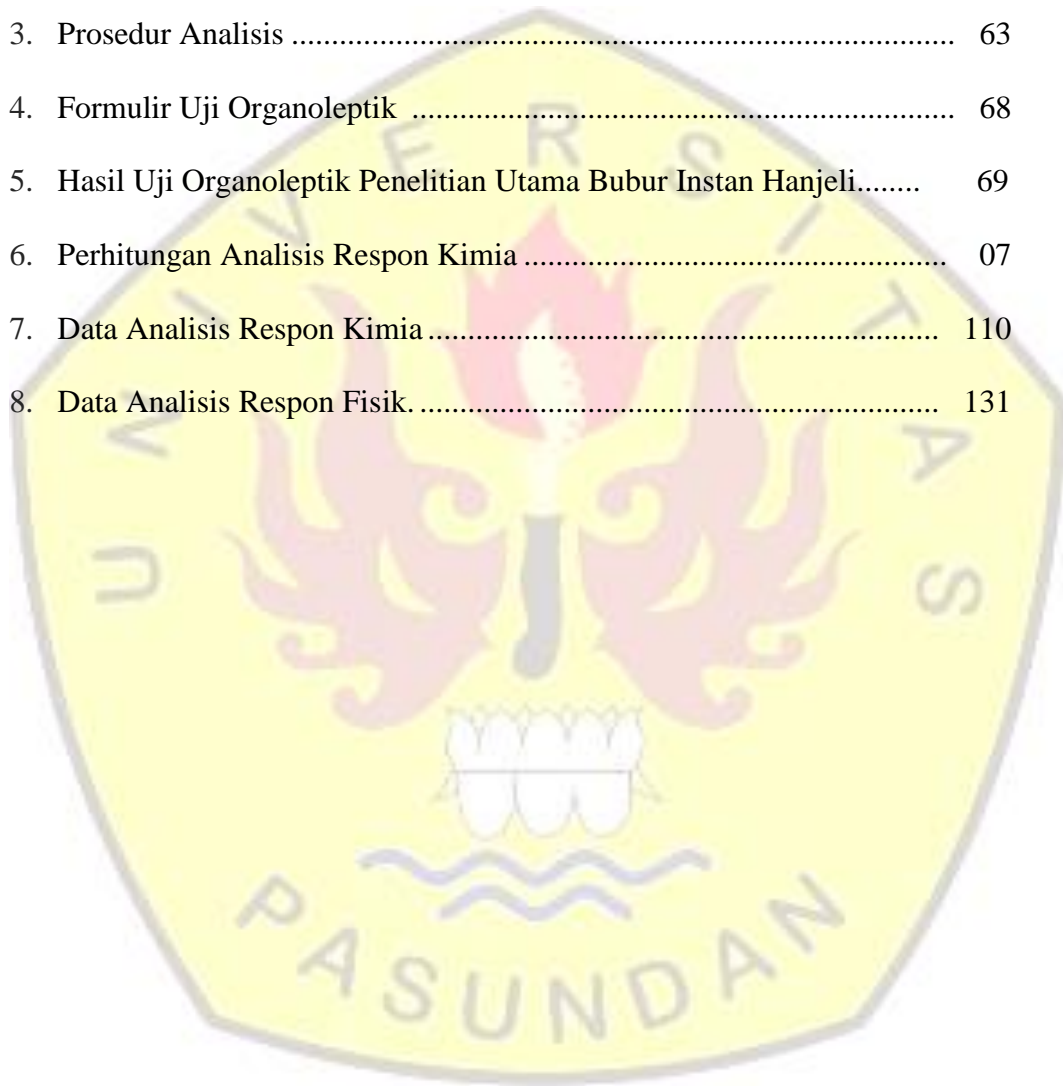 3. Prosedur Analisis ........................................................................................ 63
4. Formulir Uji Organoleptik ........................................................................ 68
5. Hasil Uji Organoleptik Penelitian Utama Bubur Instan Hanjeli........ 69
6. Perhitungan Analisis Respon Kimia ........................................................ 07
7. Data Analisis Respon Kimia .................................................................... 110
8. Data Analisis Respon Fisik. ..................................................................... 131
UNIVERSITAS
PASUNDAN